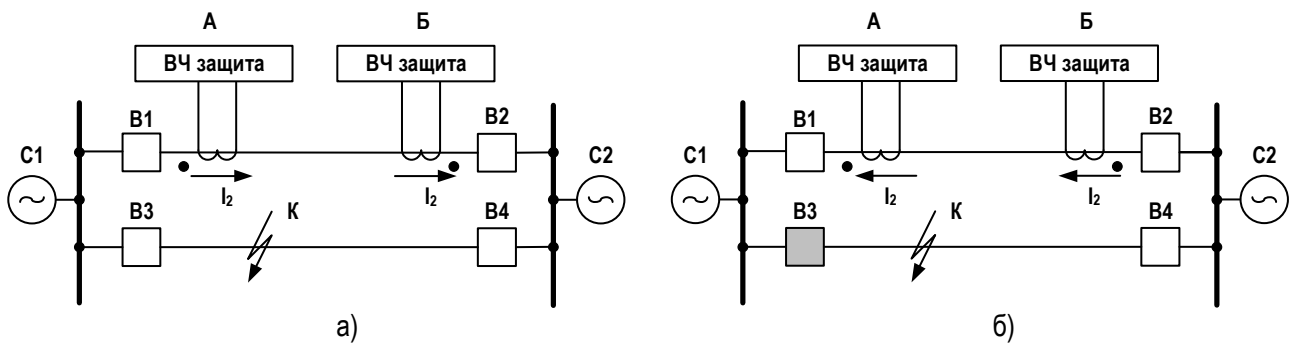 А Б
ВЧ защита ВЧ защита
В1 В2
С1 С2
I₂ I₂
В3 К В4
а)
А Б
ВЧ защита ВЧ защита
В1 В2
С1 С2
I₂ I₂
В3 К В4
б)